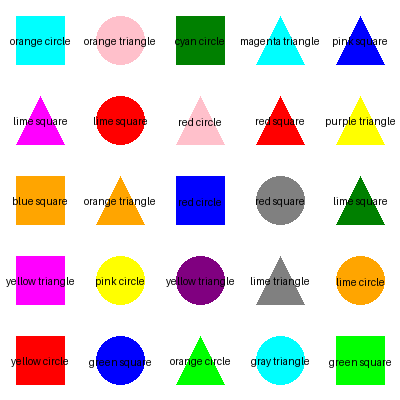 orange circle orange triangle cyan circle magenta triangle pink square
lime square lime square red circle red square purple triangle
blue square orange triangle red circle red square lime square
yellow triangle pink circle yellow triangle lime triangle lime circle
yellow circle green square orange circle gray triangle green square